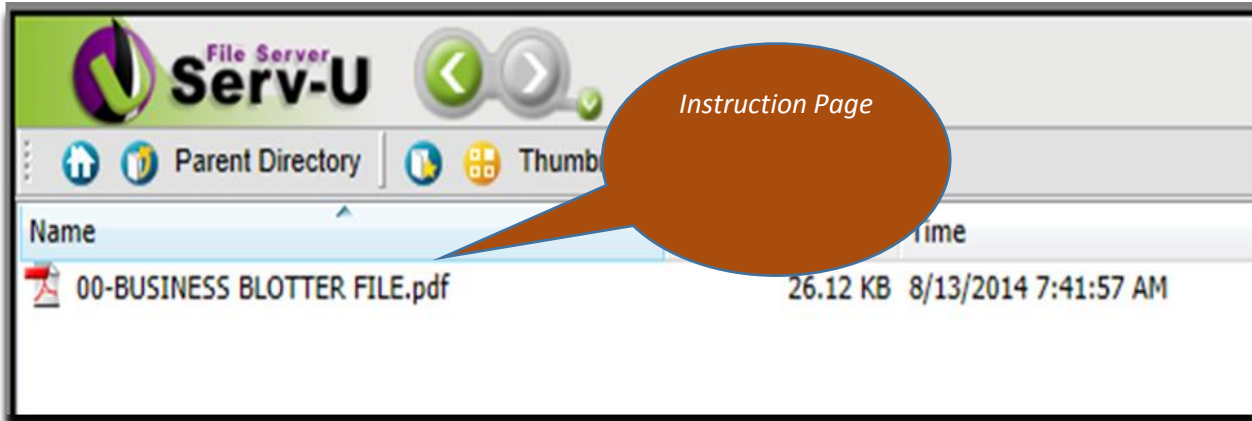 File Server
Serv-U
Instruction Page
Parent Directory
Name Time
00-BUSINESS BLOTTER FILE.pdf 26.12 KB 8/13/2014 7:41:57 AM